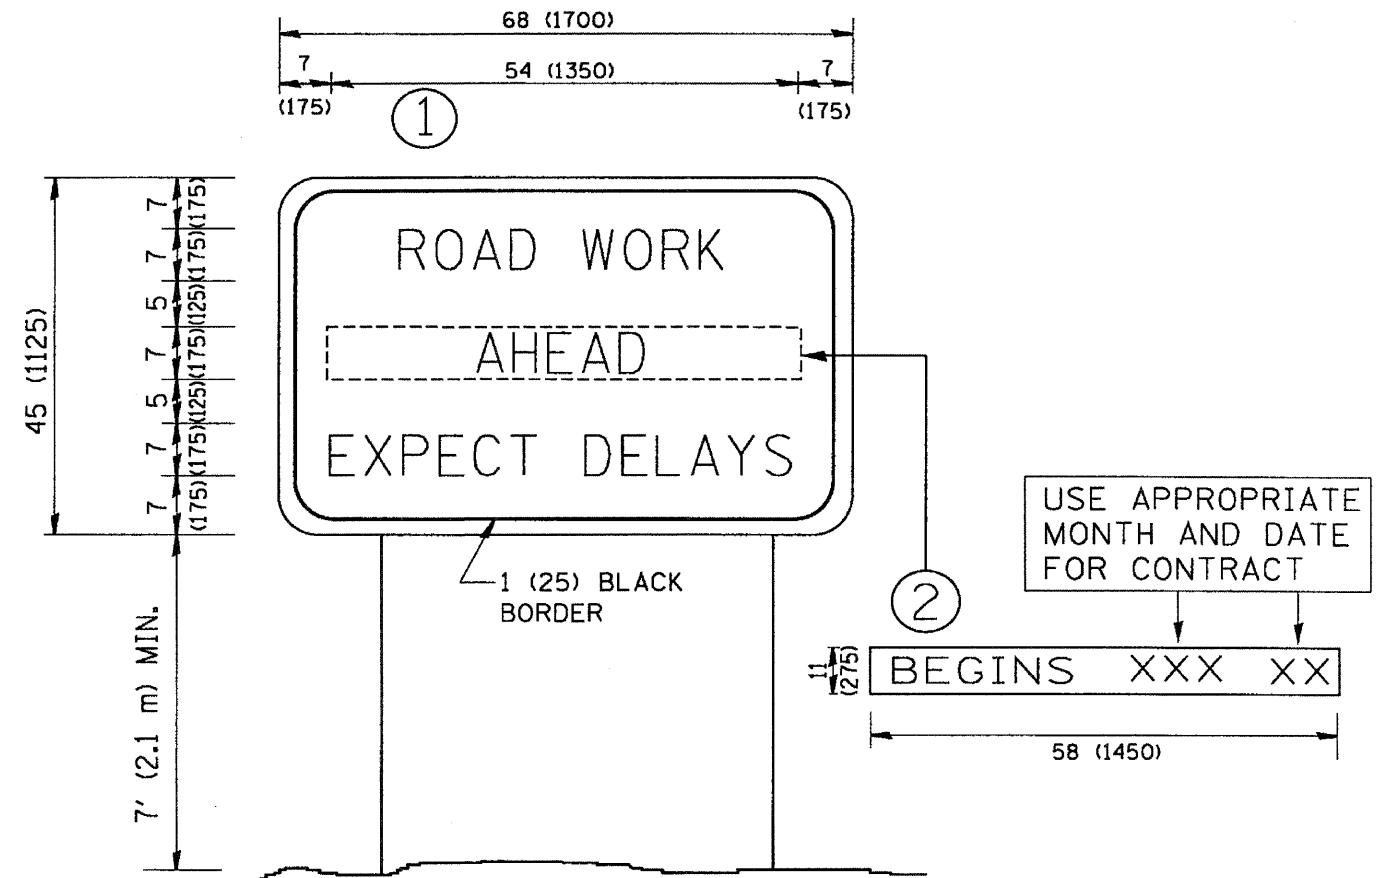 68 (1700)
7
54 (1350)
7
(175)
(175)
1
45 (1125)
7
(175)
7
(175)
5
(125)
7
(175)
5
(125)
7
(175)
7
(175)
ROAD WORK
AHEAD
EXPECT DELAYS
1 (25) BLACK
BORDER
7' (2.1 m) MIN.
2
USE APPROPRIATE
MONTH AND DATE
FOR CONTRACT
11
(275)
BEGINS XXX XX
58 (1450)